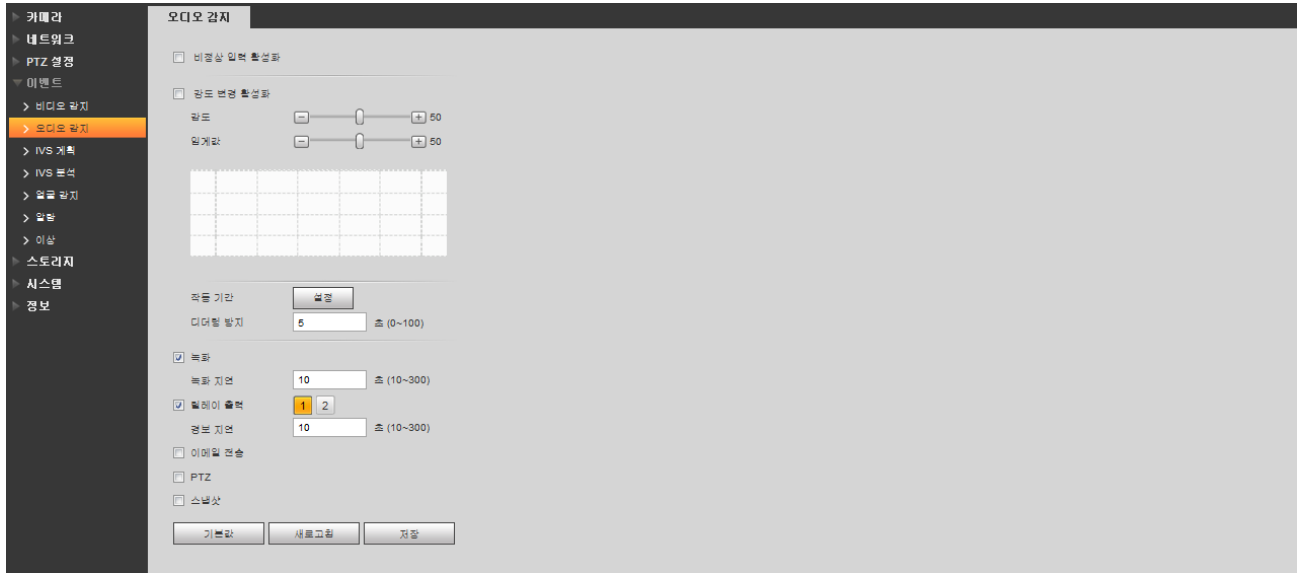 카메라
네트워크
PTZ 설정
이벤트
비디오 감지
오디오 감지
IVS 계획
IVS 분석
얼굴 감지
알람
이상
스토리지
시스템
정보
오디오 감지
비정상 입력 활성화
강도 변경 활성화
감도
50
임계값
50
작동 기간
설정
디더링 방지
5
초 (0~100)
녹화
녹화 지연
10
초 (10~300)
릴레이 출력
1
2
경보 지연
10
초 (10~300)
이메일 전송
PTZ
스냅샷
기본값
새로고침
저장